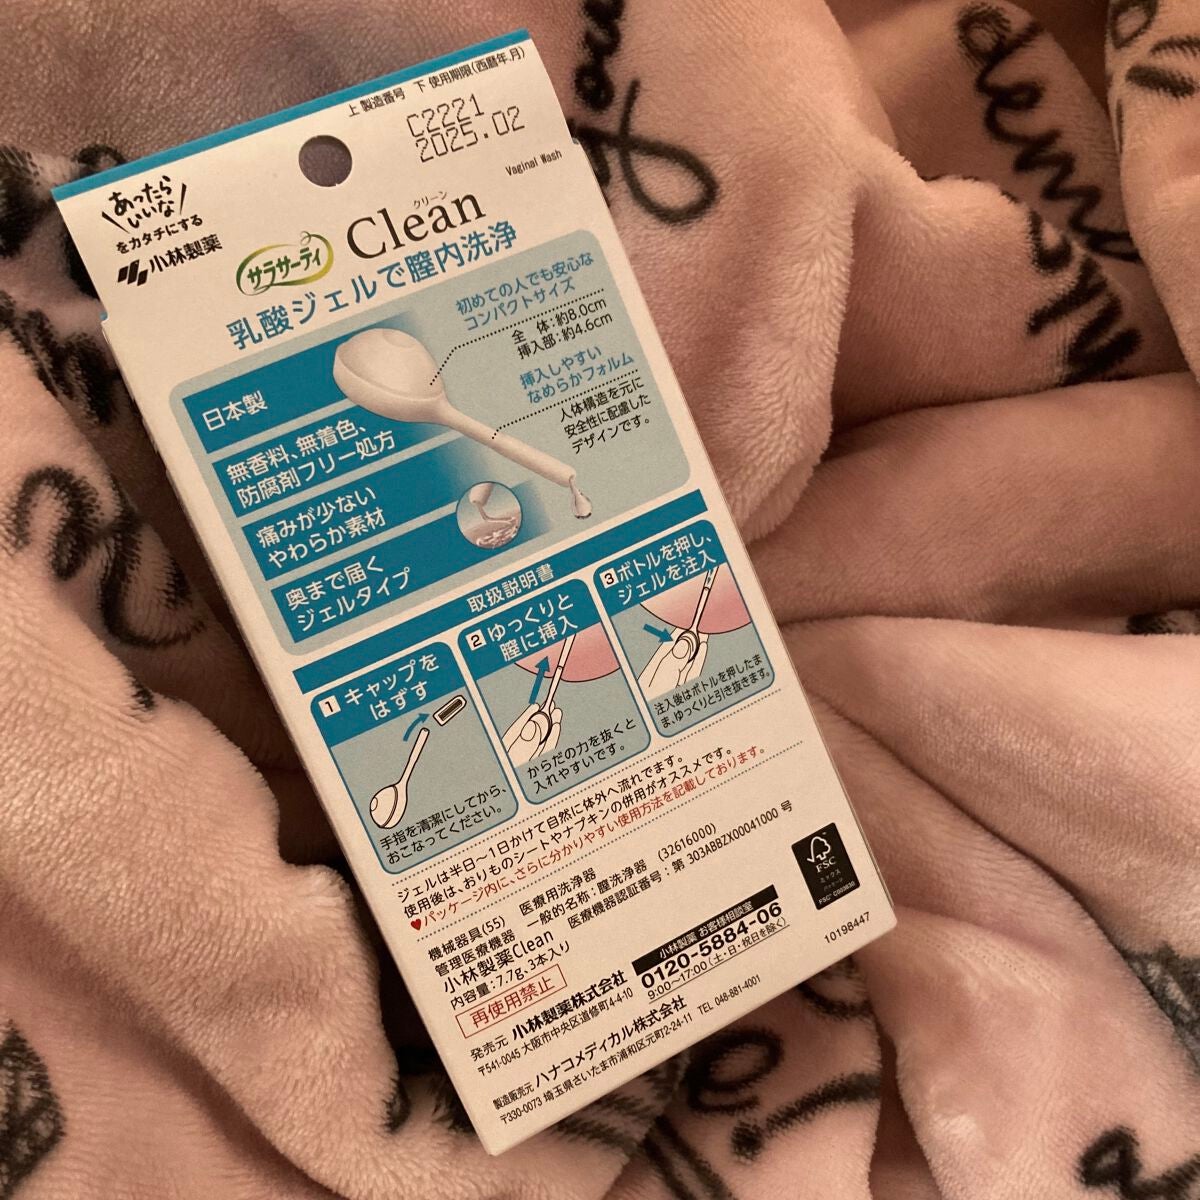 上 製造番号 下 使用期限(西暦年.月)
C2221
2025.02
Vaginal Wash
あったら
いいな
をカタチにする
小林製薬
サラサーティ
クリーン
Clean
乳酸ジェルで膣内洗浄
初めての人でも安心な
コンパクトサイズ
全 体:約8.0cm
挿入部:約4.6cm
挿入しやすい
なめらかフォルム
人体構造を元に
安全性に配慮した
デザインです。
日本製
無香料、無着色、
防腐剤フリー処方
痛みが少ない
やわらか素材
奥まで届く
ジェルタイプ
取扱説明書
1 キャップを
はずす
手指を清潔にしてから、
おこなってください。
2 ゆっくりと
膣に挿入
からだの力を抜くと
入れやすいです。
3 ボトルを押し、
ジェルを注入
注入後はボトルを押したま
ま、ゆっくりと引き抜きます。
ジェルは半日～1日かけて自然に体外へ流れでます。
使用後は、おりものシートやナプキンの併用がオススメです。
♥パッケージ内に、さらに分かりやすい使用方法を記載しております。
機械器具(55) 医療用洗浄器
管理医療機器 一般的名称:膣洗浄器 (32616000)
小林製薬Clean 医療機器認証番号:第 303ABBZX00041000 号
内容量:7.7g、3本入り
再使用禁止
小林製薬 お客様相談室
0120-5884-06
9:00～17:00(土・日・祝日を除く)
発売元 小林製薬株式会社
〒541-0045 大阪市中央区道修町4-4-10
製造販売元 ハナコメディカル株式会社
〒330-0073 埼玉県さいたま市浦和区元町2-24-11 TEL 048-881-4001
FSC
ミックス
パッケージ
FSC® C003630
10198447